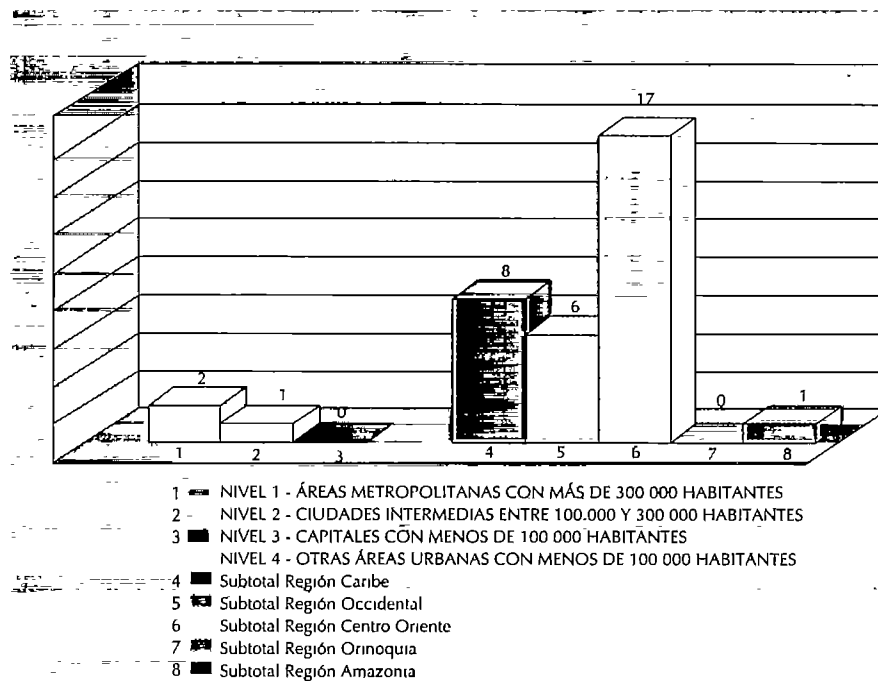 17
8
6
2
1
0
0
1
1 2 3 4 5 6 7 8
1 NIVEL 1 - ÁREAS METROPOLITANAS CON MÁS DE 300 000 HABITANTES
2 NIVEL 2 - CIUDADES INTERMEDIAS ENTRE 100.000 Y 300 000 HABITANTES
3 NIVEL 3 - CAPITALES CON MENOS DE 100 000 HABITANTES
NIVEL 4 - OTRAS ÁREAS URBANAS CON MENOS DE 100 000 HABITANTES
4 Subtotal Región Caribe
5 Subtotal Región Occidental
6 Subtotal Región Centro Oriente
7 Subtotal Región Orinoquia
8 Subtotal Región Amazonia